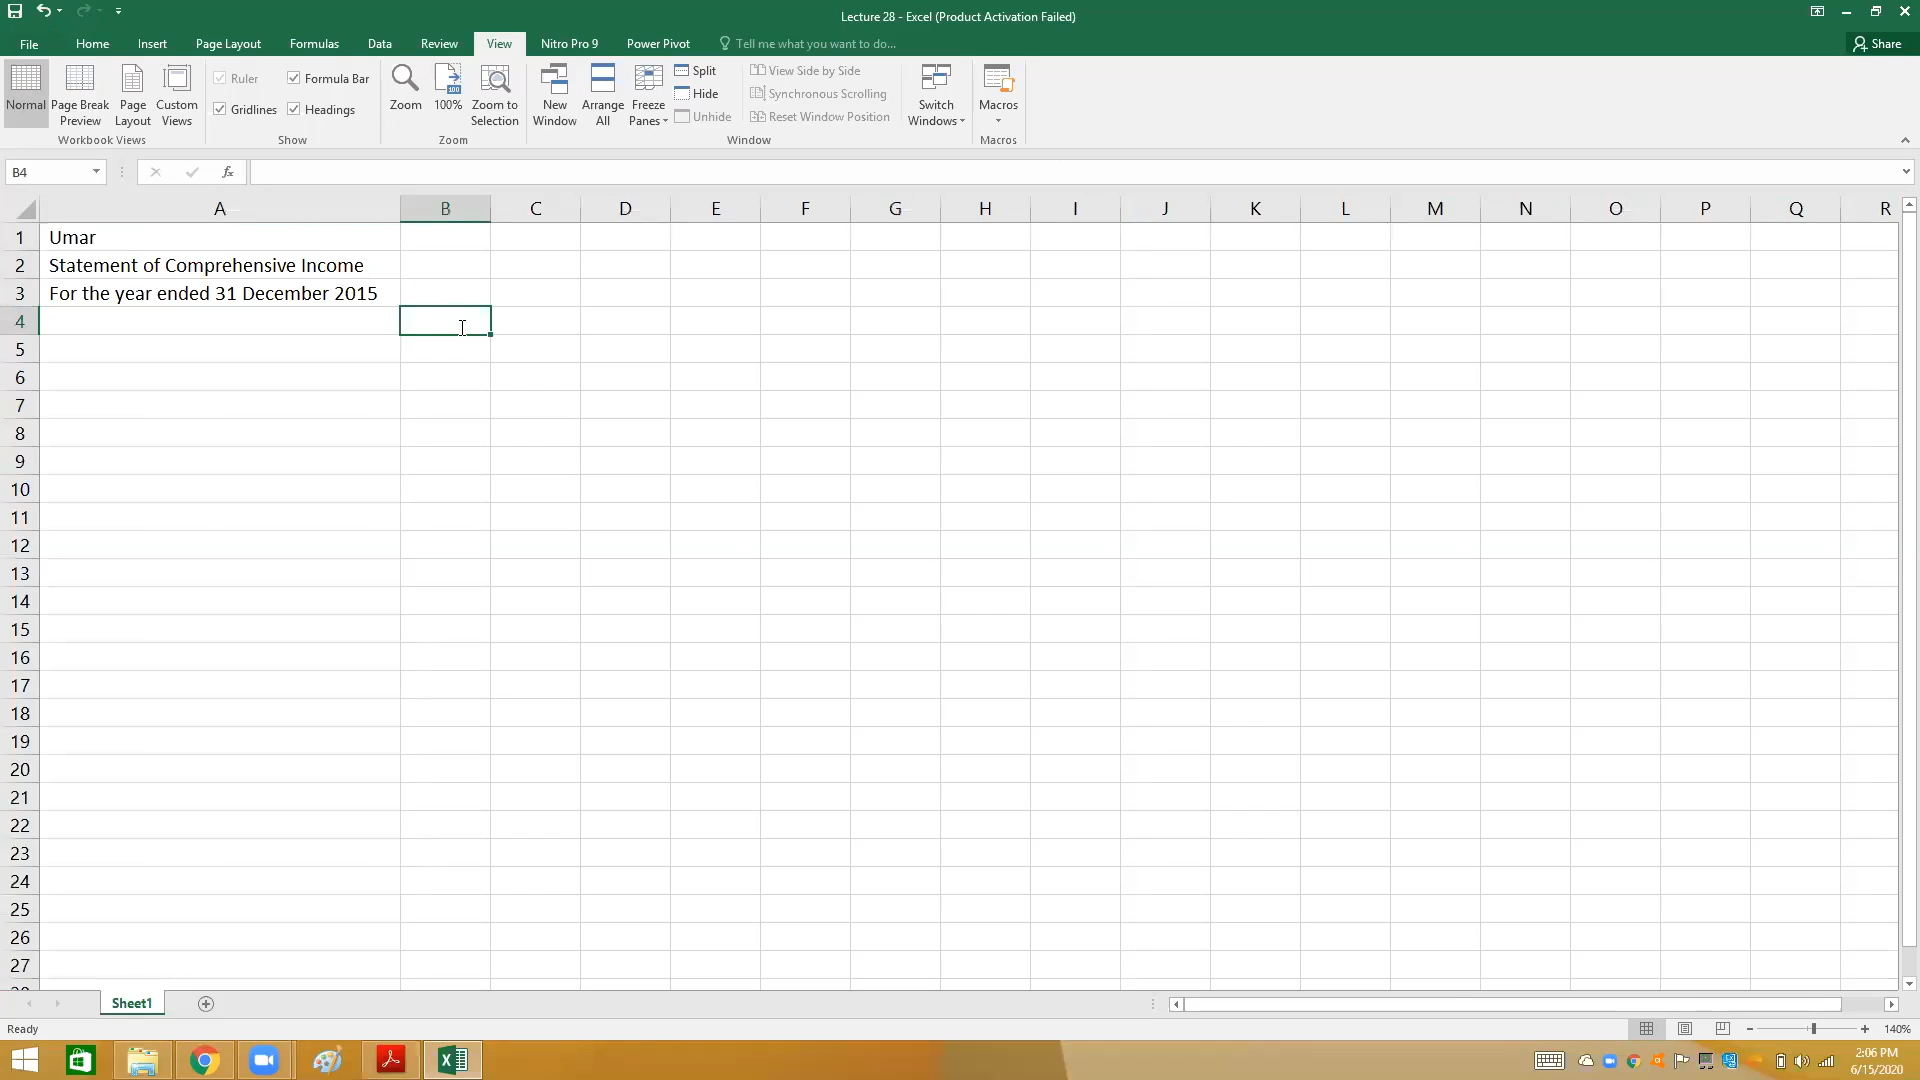 Lecture 28 - Excel (Product Activation Failed)
File Home Insert Page Layout Formulas Data Review View Nitro Pro 9 Power Pivot Tell me what you want to do... Share
Normal Page Break Preview Page Layout Custom Views
Workbook Views
Ruler Formula Bar
Gridlines Headings
Show
Zoom 100% Zoom to Selection
Zoom
New Window Arrange All Freeze Panes
Split
Hide
Unhide
View Side by Side
Synchronous Scrolling
Reset Window Position
Window
Switch Windows
Macros
Macros
B4 fx
A B C D E F G H I J K L M N O P Q R
1 Umar
2 Statement of Comprehensive Income
3 For the year ended 31 December 2015
4
5
6
7
8
9
10
11
12
13
14
15
16
17
18
19
20
21
22
23
24
25
26
27
Sheet1
Ready 140%
2:06 PM
6/15/2020